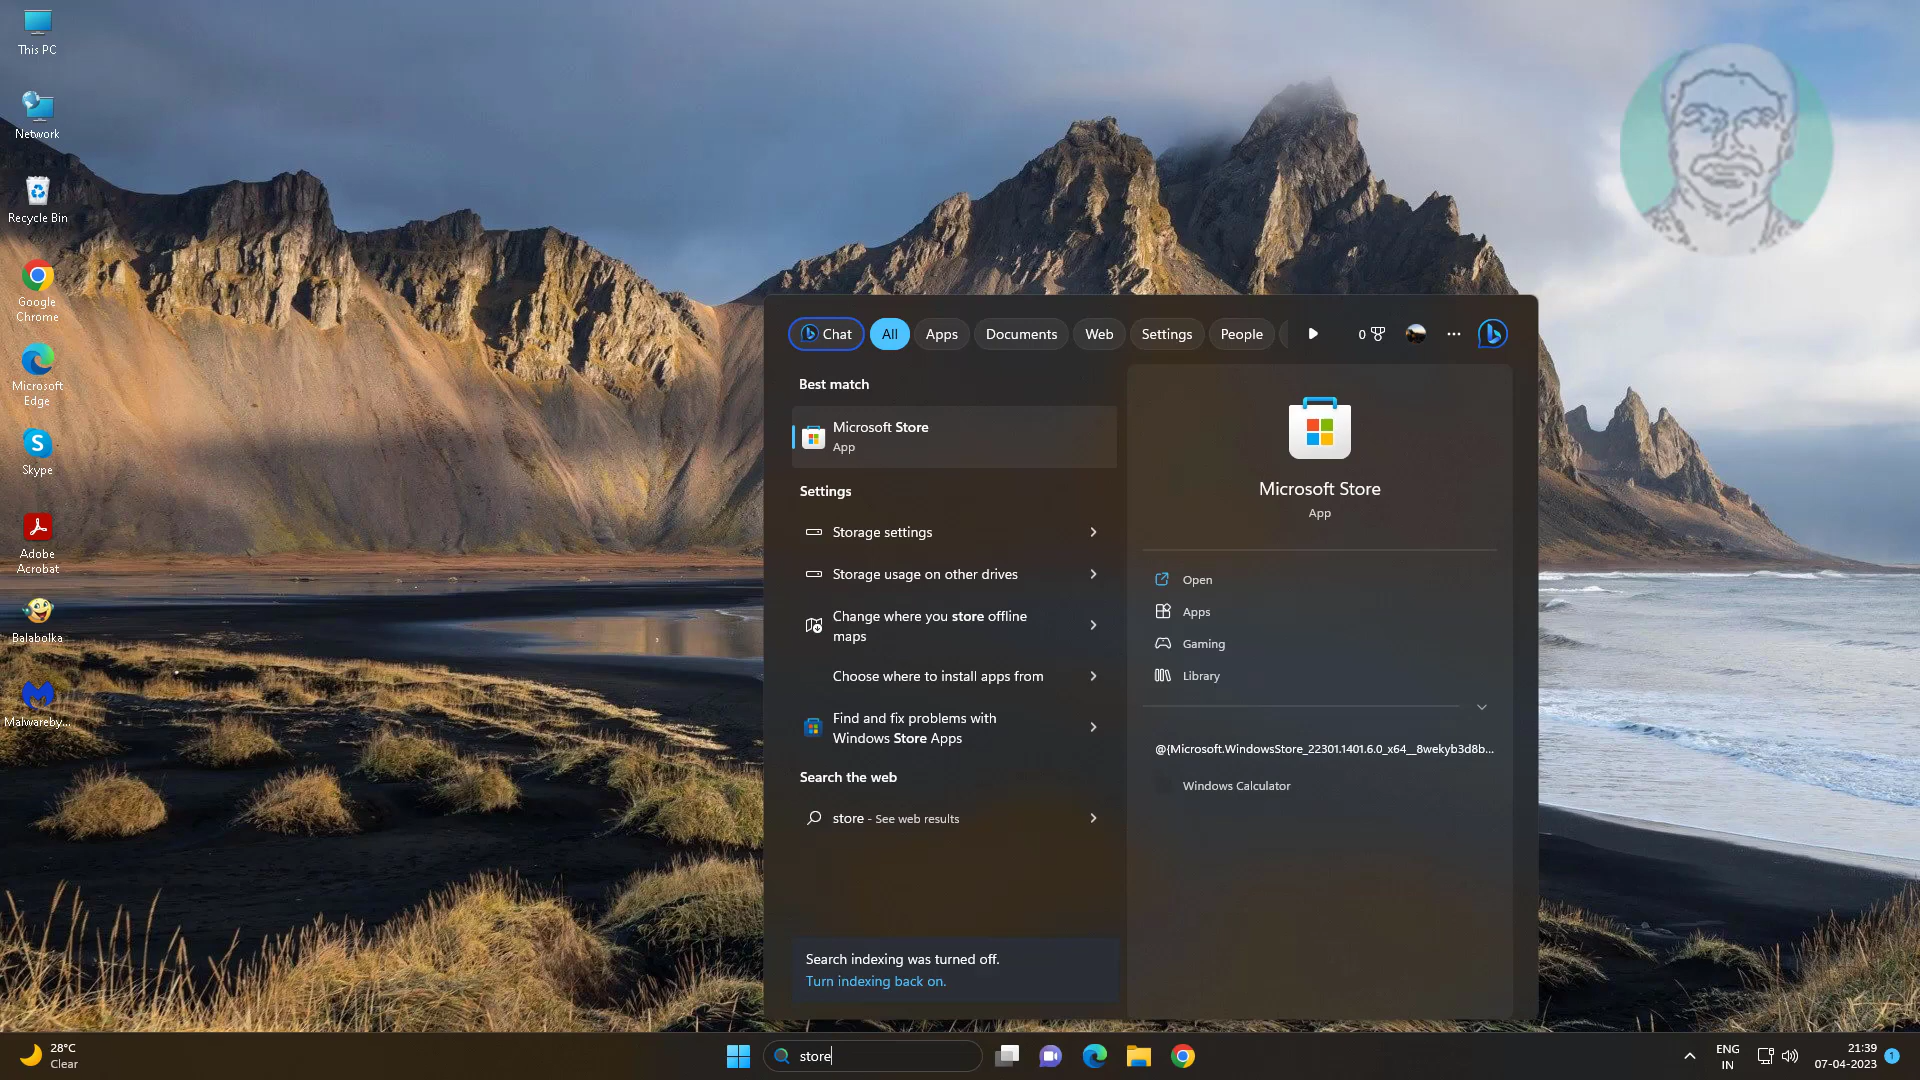 This PC
Network
Recycle Bin
Google
Chrome
Microsoft
Edge
Skype
Adobe
Acrobat
Balabolka
Malwareby...
Chat All Apps Documents Web Settings People 0
Best match
Microsoft Store
App
Settings
Storage settings
Storage usage on other drives
Change where you store offline
maps
Choose where to install apps from
Find and fix problems with
Windows Store Apps
Search the web
store - See web results
Search indexing was turned off.
Turn indexing back on.
Microsoft Store
App
Open
Apps
Gaming
Library
@{Microsoft.WindowsStore_22301.1401.6.0_x64__8wekyb3d8b...
Windows Calculator
28°C
Clear
store
ENG
IN
21:39
07-04-2023
1